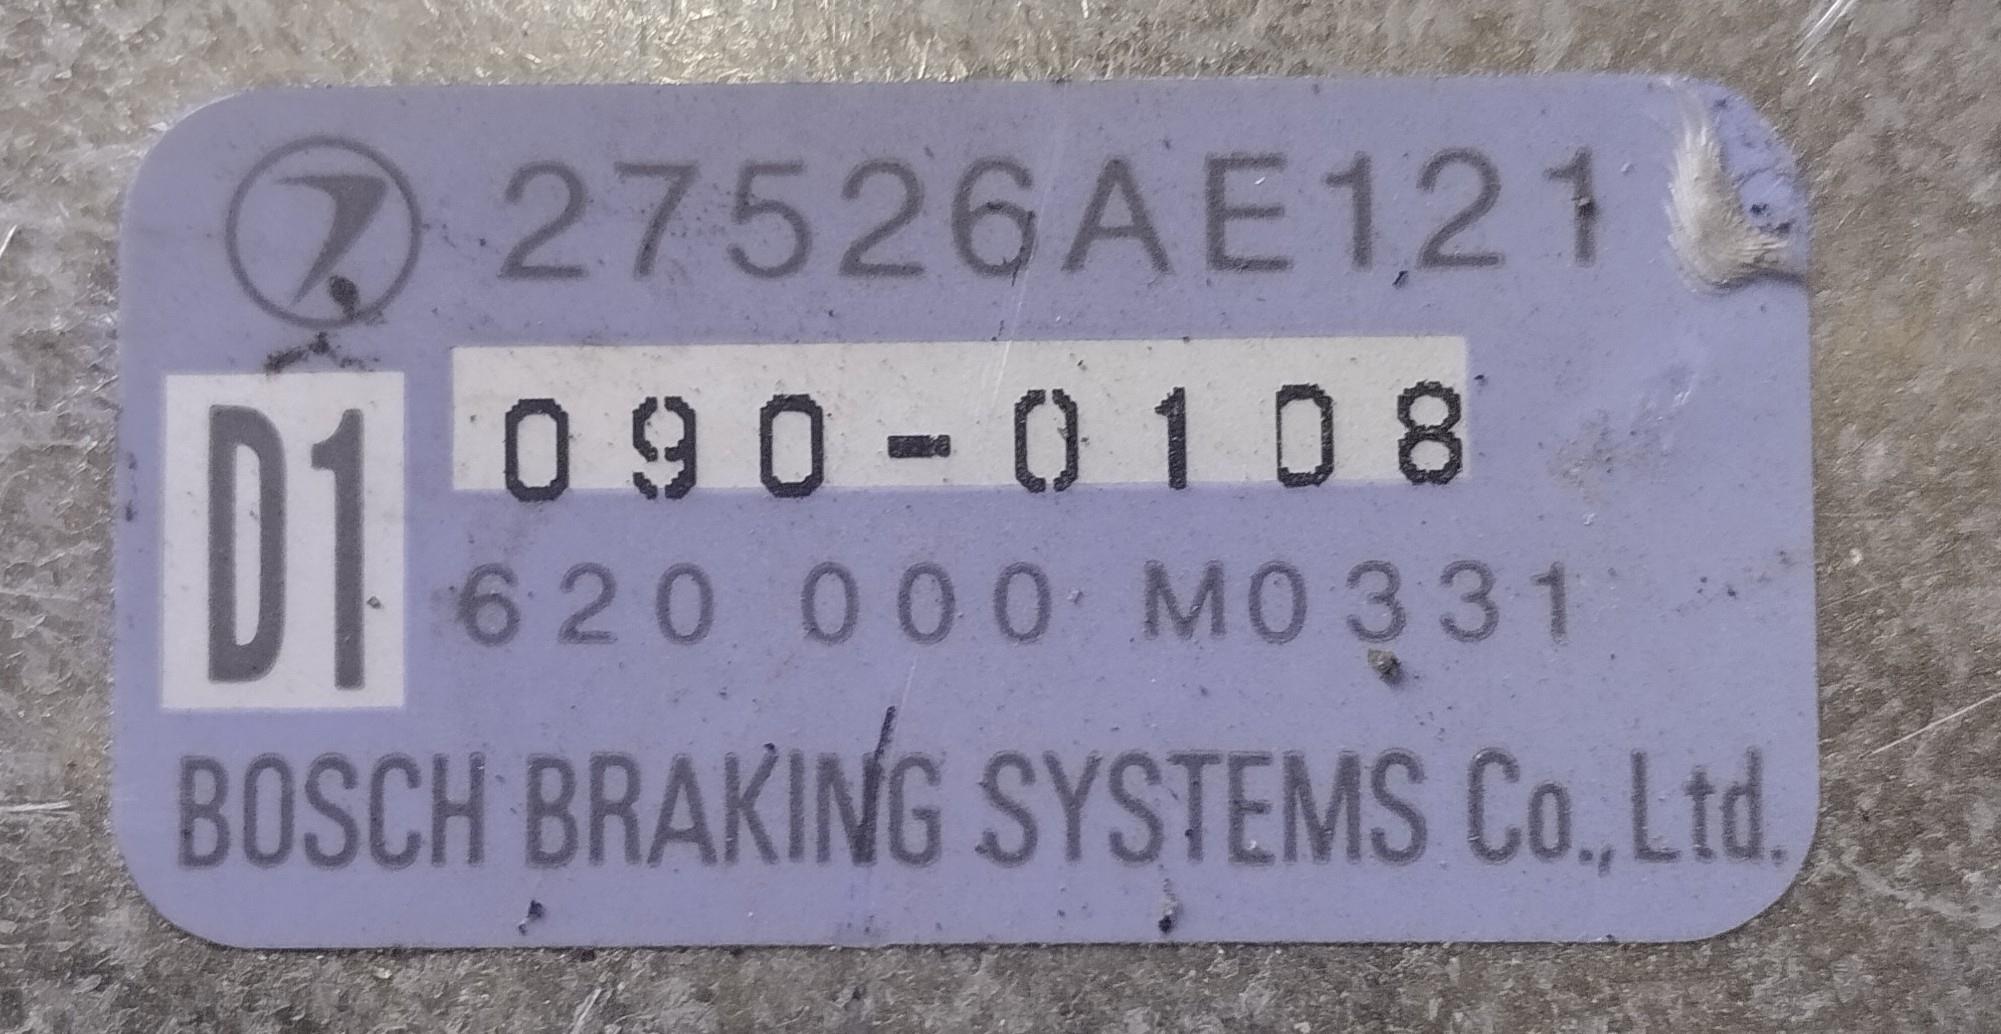 27526AE121
D1
090-0108
620 000 M0331
BOSCH BRAKING SYSTEMS Co.,Ltd.